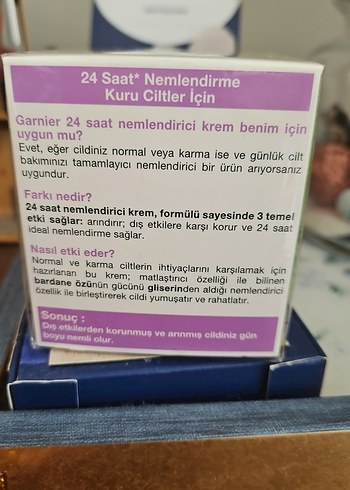 24 Saat* Nemlendirme
Kuru Ciltler İçin
Garnier 24 saat nemlendirici krem benim için
uygun mu?
Evet, eğer cildiniz normal veya karma ise ve günlük cilt
bakımınızı tamamlayıcı nemlendirici bir ürün arıyorsanız
uygundur.
Farkı nedir?
24 saat nemlendirici krem, formülü sayesinde 3 temel
etki sağlar: arındırır; dış etkilere karşı korur ve 24 saat
ideal nemlendirme sağlar.
Nasıl etki eder?
Normal ve karma ciltlerin ihtiyaçlarını karşılamak için
hazırlanan bu krem; matlaştırıcı özelliği ile bilinen
bardane özünün gücünü gliserinden aldığı nemlendirici
özellik ile birleştirerek cildi yumuşatır ve rahatlatır.
Sonuç :
Dış etkilerden korunmuş ve arınmış cildiniz gün
boyu nemli olur.